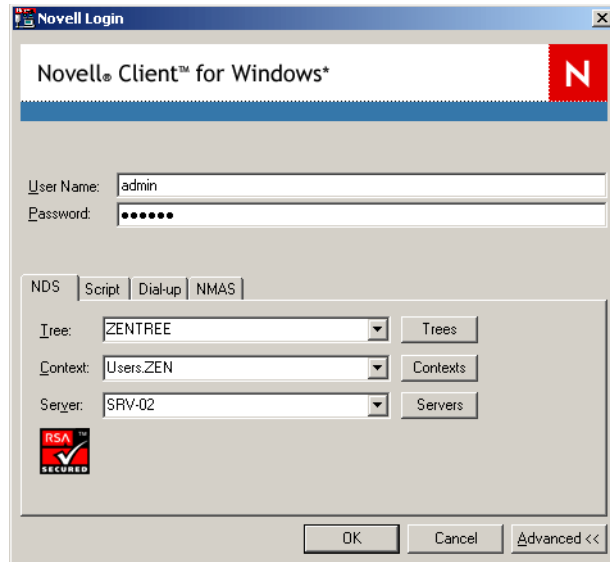 Novell Login
Novell® Client™ for Windows*
N
User Name: admin
Password: ●●●●●●
NDS Script Dial-up NMAS
Tree: ZENTREE Trees
Context: Users.ZEN Contexts
Server: SRV-02 Servers
RSA ™
SECURED
OK Cancel Advanced <<